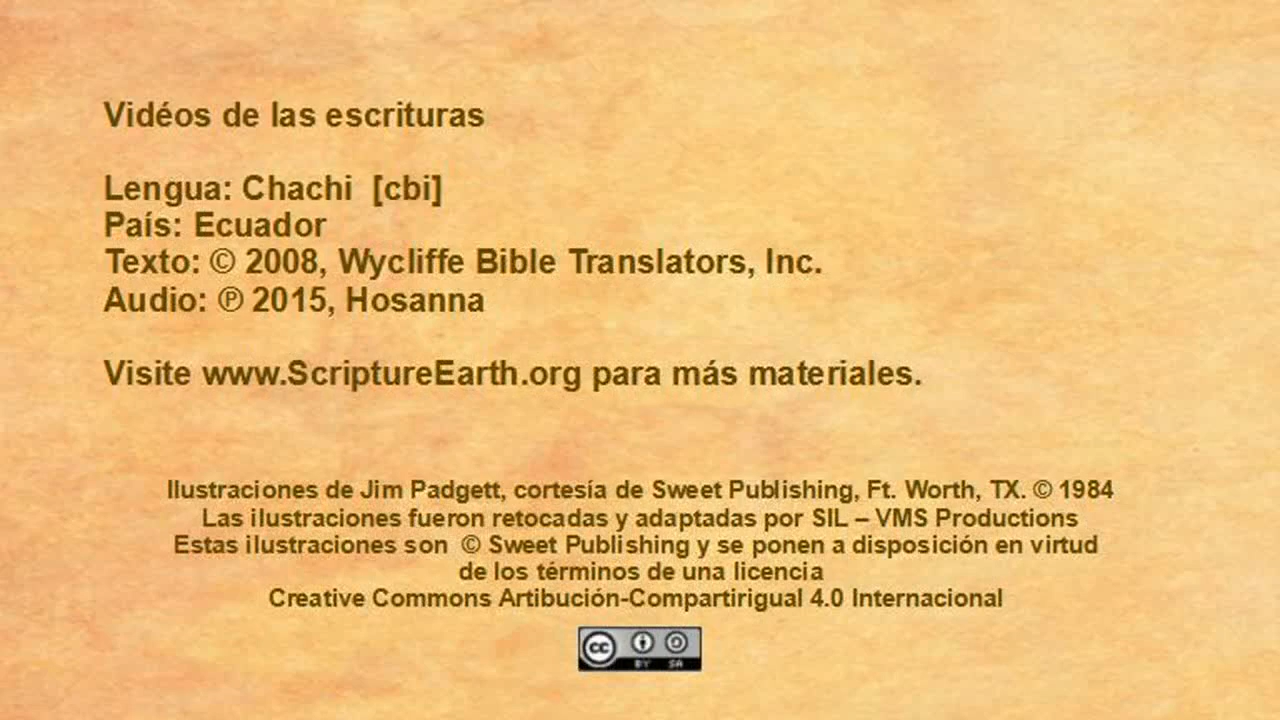 Vidéos de las escrituras
Lengua: Chachi [cbi]
País: Ecuador
Texto: © 2008, Wycliffe Bible Translators, Inc.
Audio: ℗ 2015, Hosanna
Visite www.ScriptureEarth.org para más materiales.
Ilustraciones de Jim Padgett, cortesía de Sweet Publishing, Ft. Worth, TX. © 1984
Las ilustraciones fueron retocadas y adaptadas por SIL – VMS Productions
Estas ilustraciones son © Sweet Publishing y se ponen a disposición en virtud
de los términos de una licencia
Creative Commons Artibución-Compartirigual 4.0 Internacional
cc BY SA